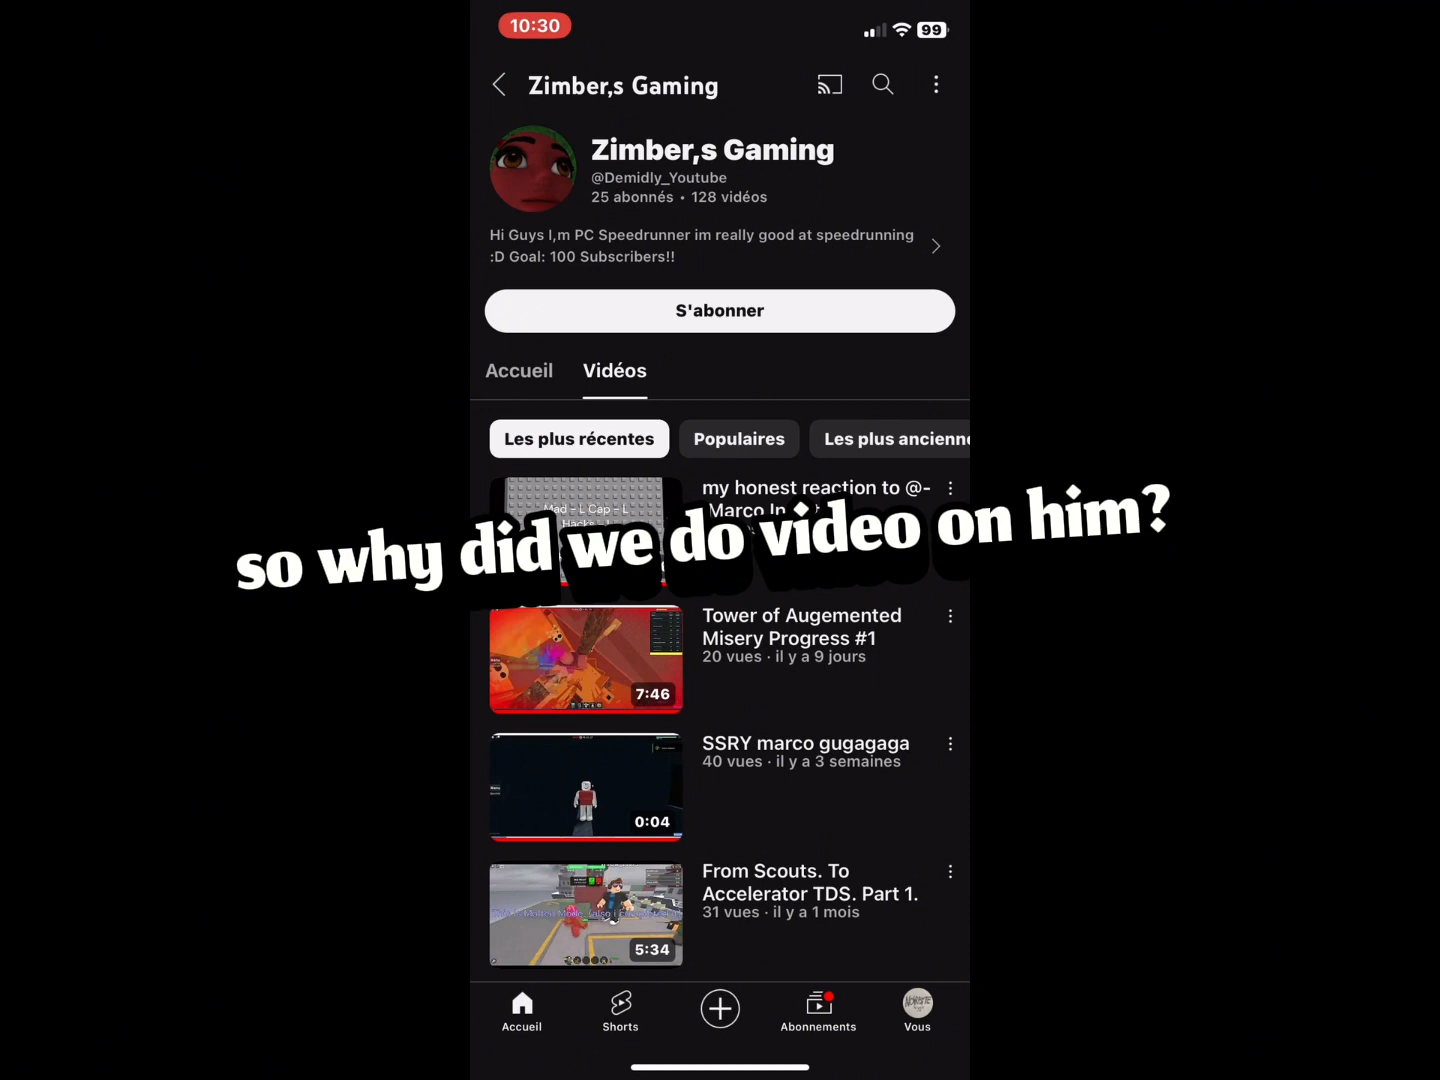 10:30
99
Zimber,s Gaming
Zimber,s Gaming
@Demidly_Youtube
25 abonnés • 128 vidéos
Hi Guys I,m PC Speedrunner im really good at speedrunning
:D Goal: 100 Subscribers!!
S'abonner
Accueil
Vidéos
Les plus récentes
Populaires
Les plus ancienne
my honest reaction to @-
Mad - L Cap - L
so why did we do video on him?
Tower of Augemented
Misery Progress #1
20 vues · il y a 9 jours
7:46
SSRY marco gugagaga
40 vues · il y a 3 semaines
0:04
From Scouts. To
Accelerator TDS. Part 1.
31 vues · il y a 1 mois
5:34
Accueil
Shorts
Abonnements
Vous